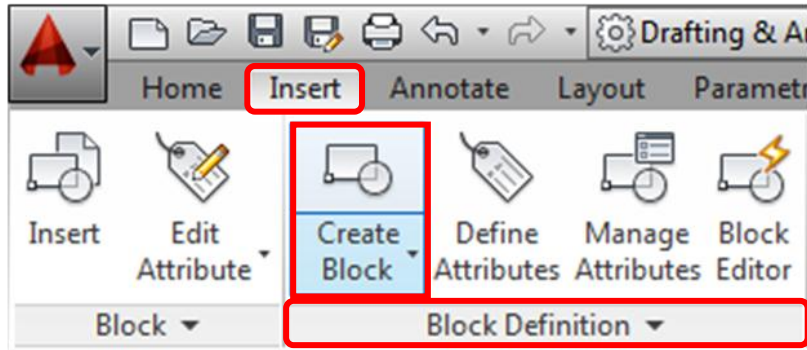 Drafting & A
Home Insert Annotate Layout Parametr
Insert Edit Attribute Create Block Define Attributes Manage Attributes Block Editor
Block Block Definition